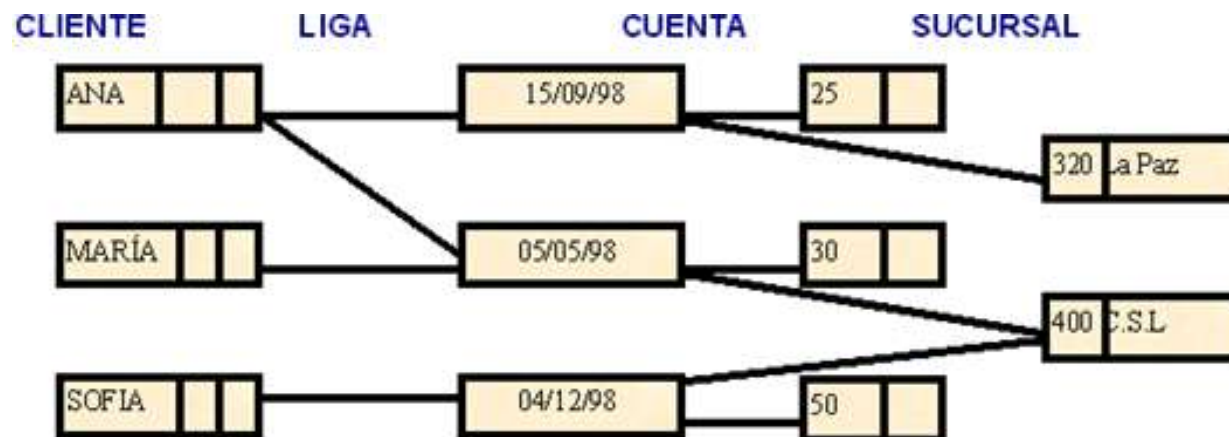 CLIENTE LIGA CUENTA SUCURSAL
ANA 15/09/98 25
320 La Paz
MARÍA 05/05/98 30
400 C.S.L
SOFIA 04/12/98 50